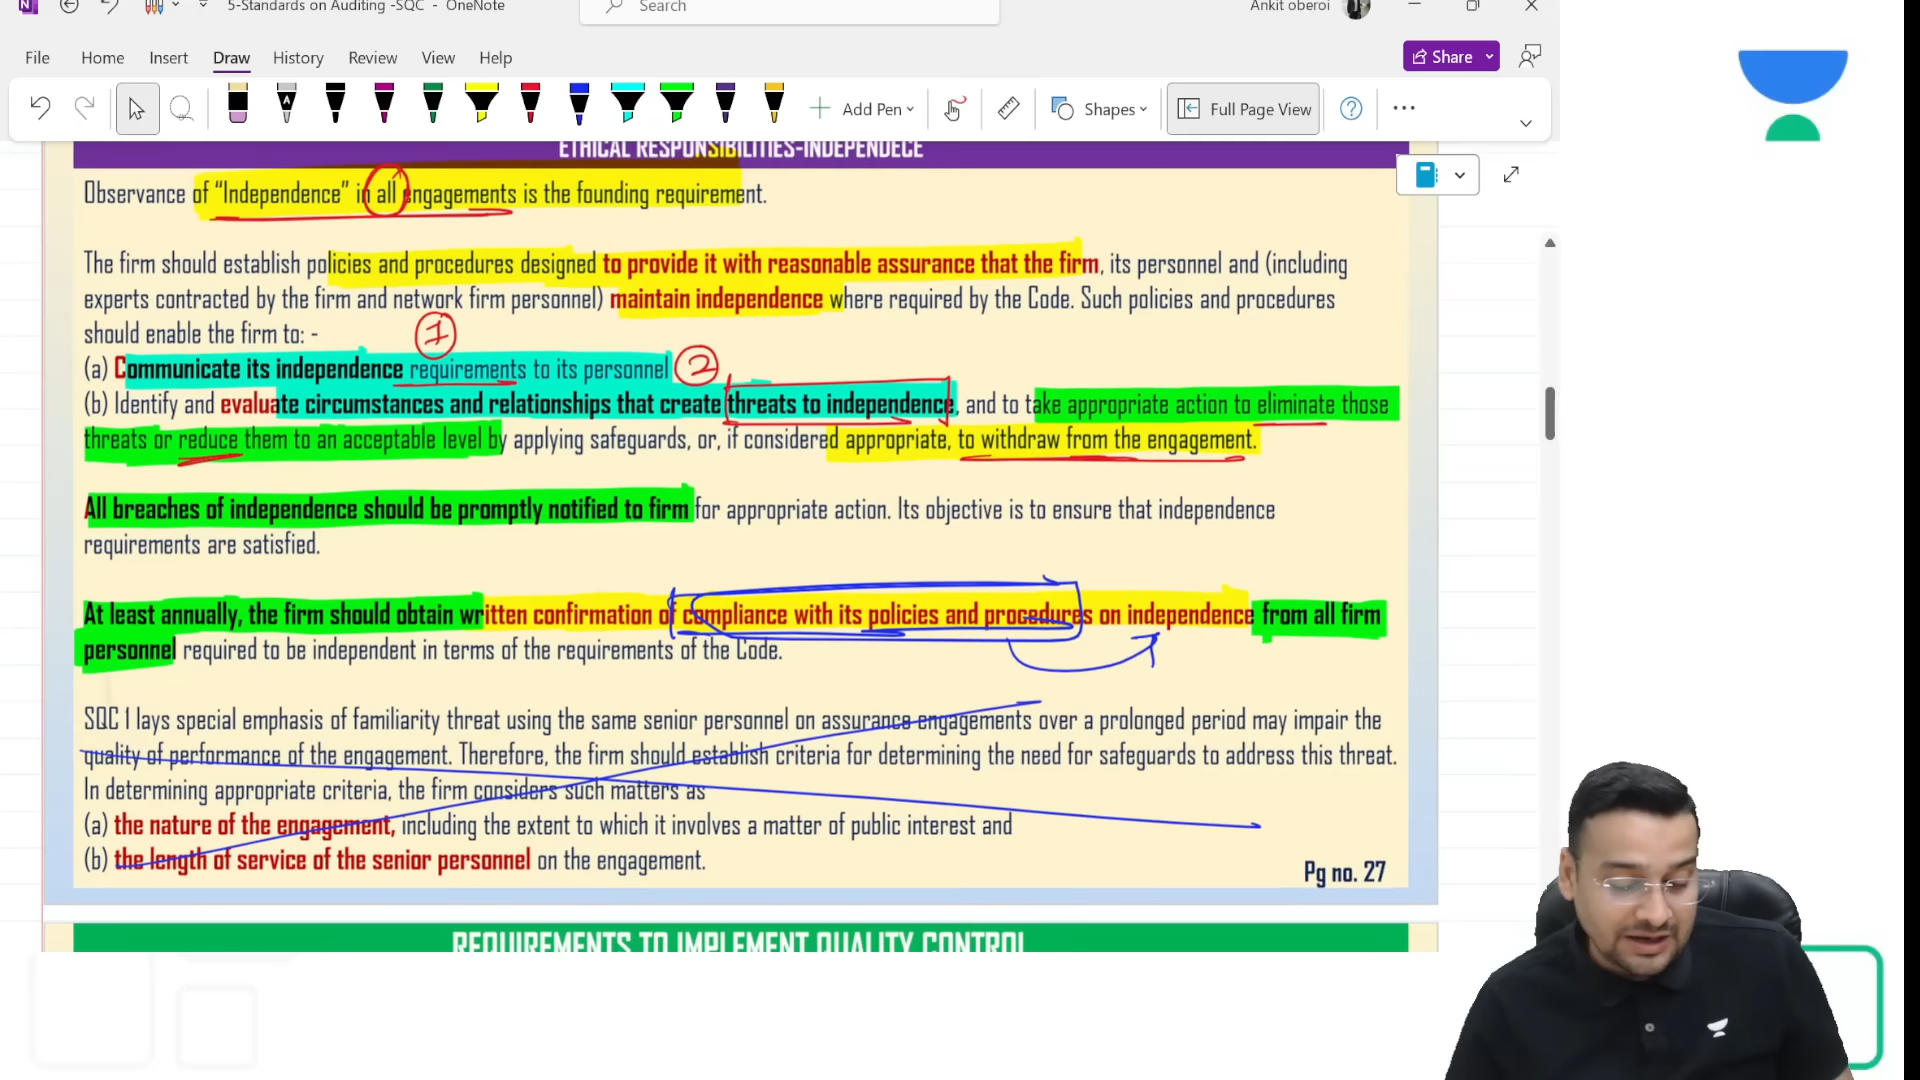 5-Standards on Auditing -SQC - OneNote
Search
Ankit oberoi
File Home Insert Draw History Review View Help
Share
A
Add Pen
Shapes
Full Page View
ETHICAL RESPONSIBILITIES-INDEPENDECE
Observance of “Independence” in all engagements is the founding requirement.
The firm should establish policies and procedures designed to provide it with reasonable assurance that the firm, its personnel and (including
experts contracted by the firm and network firm personnel) maintain independence where required by the Code. Such policies and procedures
should enable the firm to: -
1
(a) Communicate its independence requirements to its personnel
2
(b) Identify and evaluate circumstances and relationships that create threats to independence, and to take appropriate action to eliminate those
threats or reduce them to an acceptable level by applying safeguards, or, if considered appropriate, to withdraw from the engagement.
All breaches of independence should be promptly notified to firm for appropriate action. Its objective is to ensure that independence
requirements are satisfied.
At least annually, the firm should obtain written confirmation of compliance with its policies and procedures on independence from all firm
personnel required to be independent in terms of the requirements of the Code.
SQC 1 lays special emphasis of familiarity threat using the same senior personnel on assurance engagements over a prolonged period may impair the
quality of performance of the engagement. Therefore, the firm should establish criteria for determining the need for safeguards to address this threat.
In determining appropriate criteria, the firm considers such matters as
(a) the nature of the engagement, including the extent to which it involves a matter of public interest and
(b) the length of service of the senior personnel on the engagement.
Pg no. 27
REQUIREMENTS TO IMPLEMENT QUALITY CONTROL